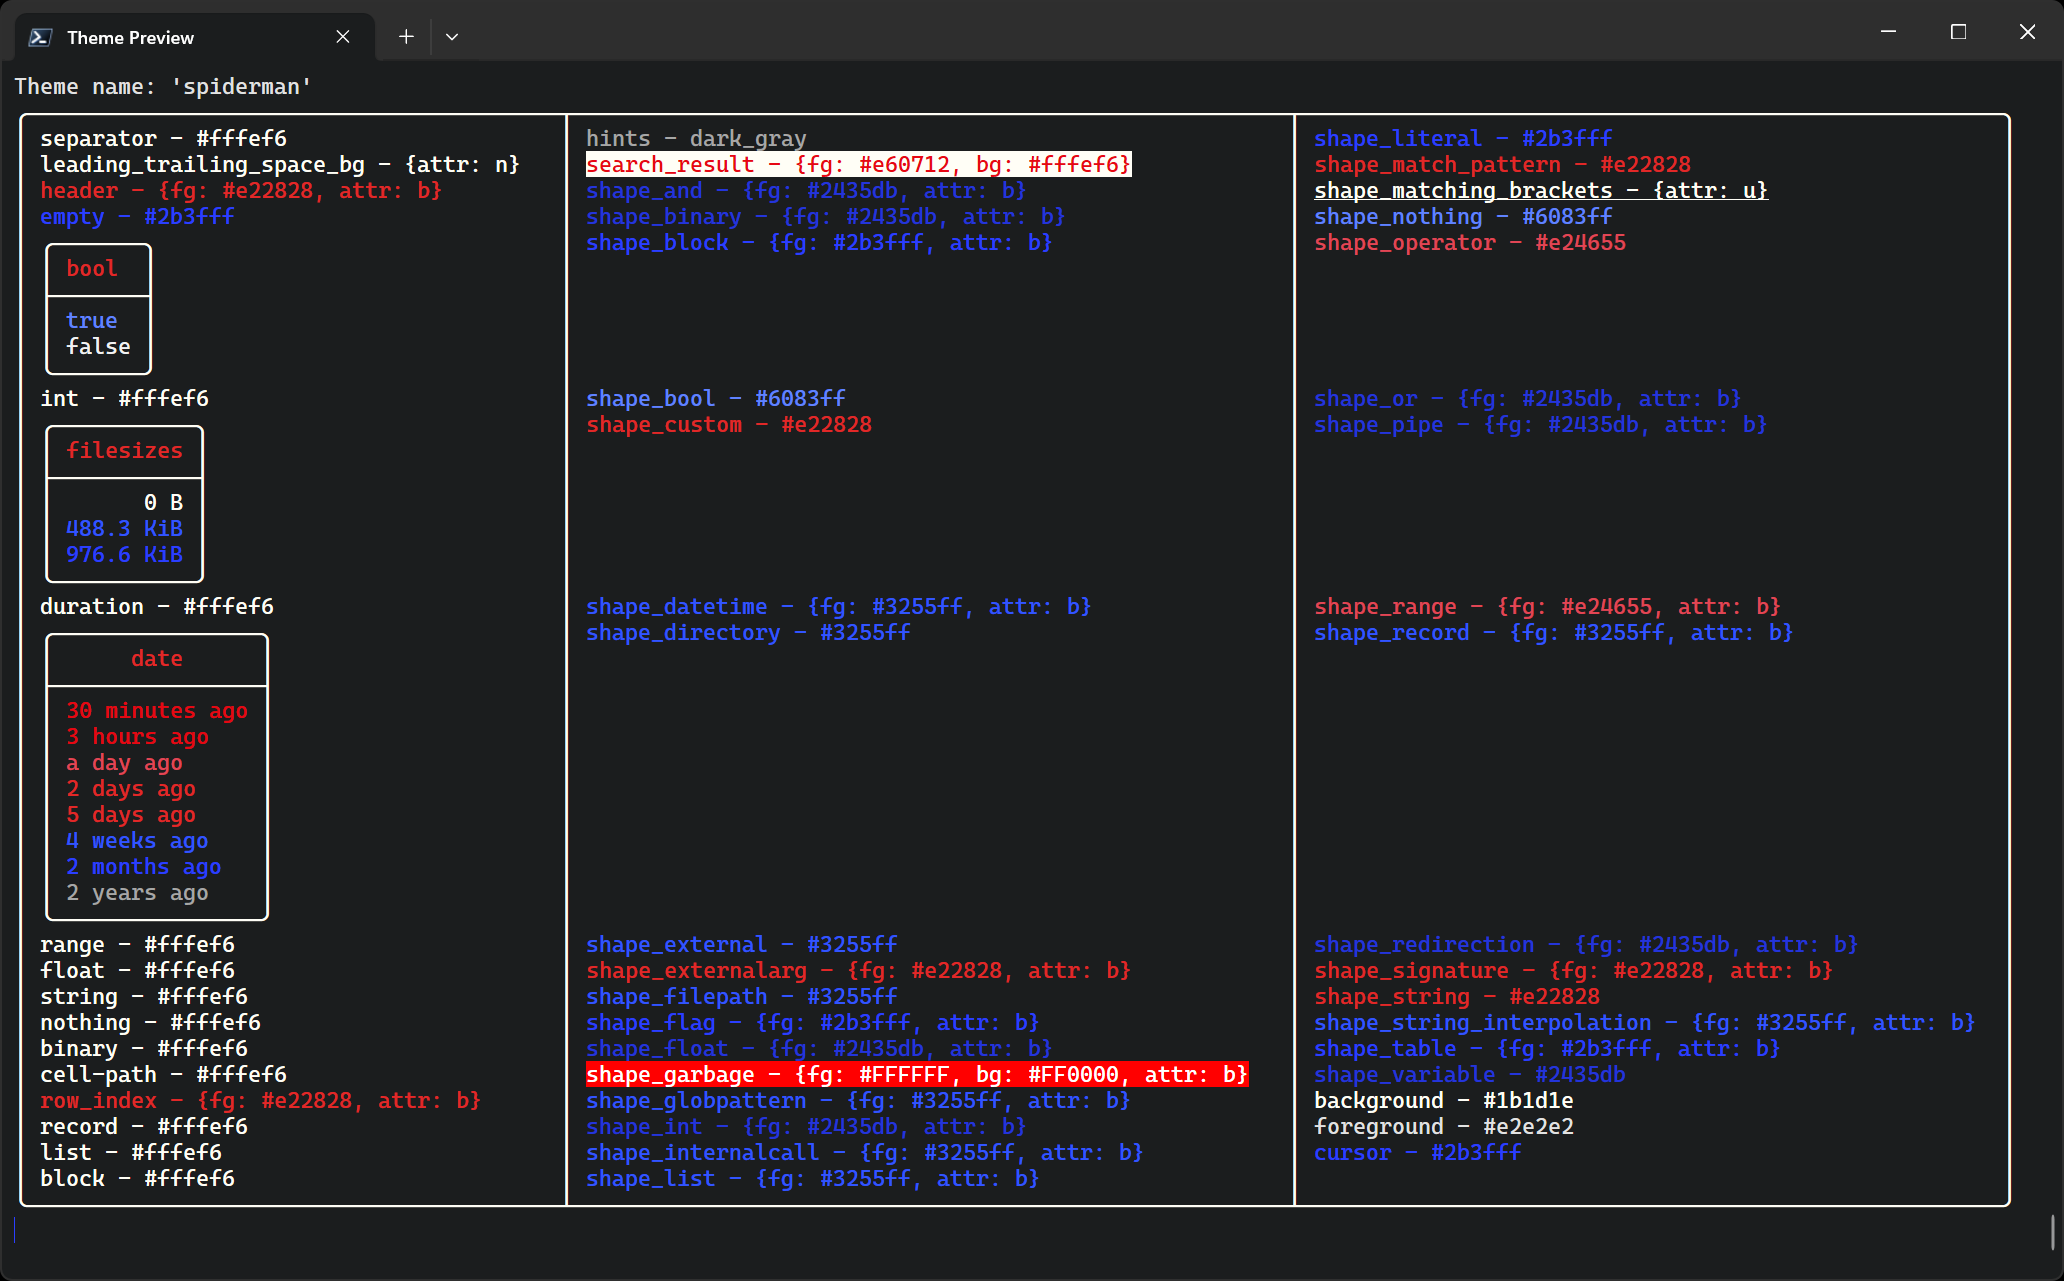 Theme Preview
Theme name: 'spiderman'
separator - #fffef6
leading_trailing_space_bg - {attr: n}
header - {fg: #e22828, attr: b}
empty - #2b3fff
bool
true
false
int - #fffef6
filesizes
0 B
488.3 KiB
976.6 KiB
duration - #fffef6
date
30 minutes ago
3 hours ago
a day ago
2 days ago
5 days ago
4 weeks ago
2 months ago
2 years ago
range - #fffef6
float - #fffef6
string - #fffef6
nothing - #fffef6
binary - #fffef6
cell-path - #fffef6
row_index - {fg: #e22828, attr: b}
record - #fffef6
list - #fffef6
block - #fffef6
hints - dark_gray
search_result - {fg: #e60712, bg: #fffef6}
shape_and - {fg: #2435db, attr: b}
shape_binary - {fg: #2435db, attr: b}
shape_block - {fg: #2b3fff, attr: b}
shape_bool - #6083ff
shape_custom - #e22828
shape_datetime - {fg: #3255ff, attr: b}
shape_directory - #3255ff
shape_external - #3255ff
shape_externalarg - {fg: #e22828, attr: b}
shape_filepath - #3255ff
shape_flag - {fg: #2b3fff, attr: b}
shape_float - {fg: #2435db, attr: b}
shape_garbage - {fg: #FFFFFF, bg: #FF0000, attr: b}
shape_globpattern - {fg: #3255ff, attr: b}
shape_int - {fg: #2435db, attr: b}
shape_internalcall - {fg: #3255ff, attr: b}
shape_list - {fg: #3255ff, attr: b}
shape_literal - #2b3fff
shape_match_pattern - #e22828
shape_matching_brackets - {attr: u}
shape_nothing - #6083ff
shape_operator - #e24655
shape_or - {fg: #2435db, attr: b}
shape_pipe - {fg: #2435db, attr: b}
shape_range - {fg: #e24655, attr: b}
shape_record - {fg: #3255ff, attr: b}
shape_redirection - {fg: #2435db, attr: b}
shape_signature - {fg: #e22828, attr: b}
shape_string - #e22828
shape_string_interpolation - {fg: #3255ff, attr: b}
shape_table - {fg: #2b3fff, attr: b}
shape_variable - #2435db
background - #1b1d1e
foreground - #e2e2e2
cursor - #2b3fff